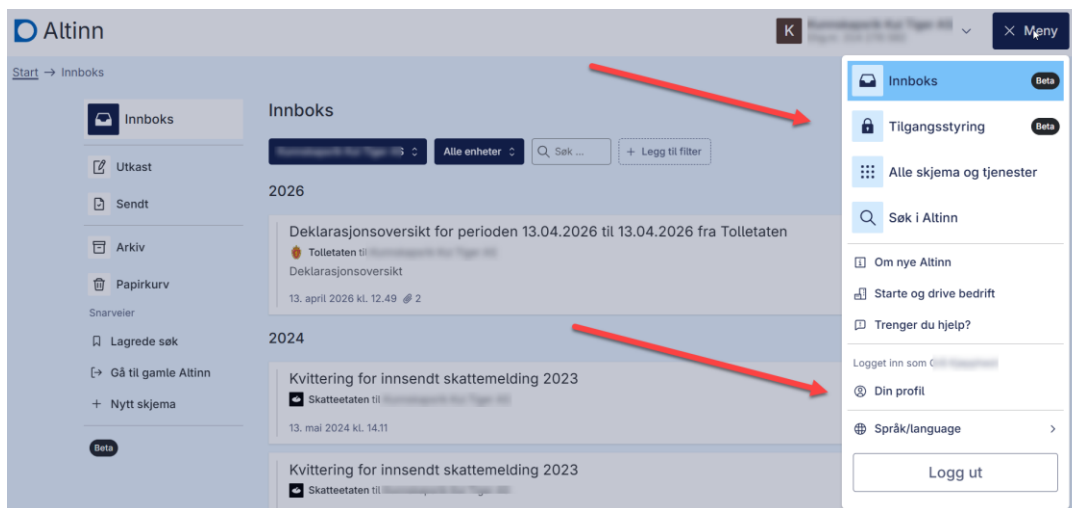 Altinn
K
Meny
Start → Innboks
Innboks
Utkast
Sendt
Arkiv
Papirkurv
Snarveier
Lagrede søk
Gå til gamle Altinn
+ Nytt skjema
Beta
Innboks
Alle enheter
Søk ...
+ Legg til filter
2026
Deklarasjonsoversikt for perioden 13.04.2026 til 13.04.2026 fra Tolletaten
Tolletaten til
Deklarasjonsoversikt
13. april 2026 kl. 12.49 2
2024
Kvittering for innsendt skattemelding 2023
Skatteetaten til
13. mai 2024 kl. 14.11
Kvittering for innsendt skattemelding 2023
Skatteetaten til
Innboks Beta
Tilgangsstyring Beta
Alle skjema og tjenester
Søk i Altinn
Om nye Altinn
Starte og drive bedrift
Trenger du hjelp?
Logget inn som
Din profil
Språk/language
Logg ut